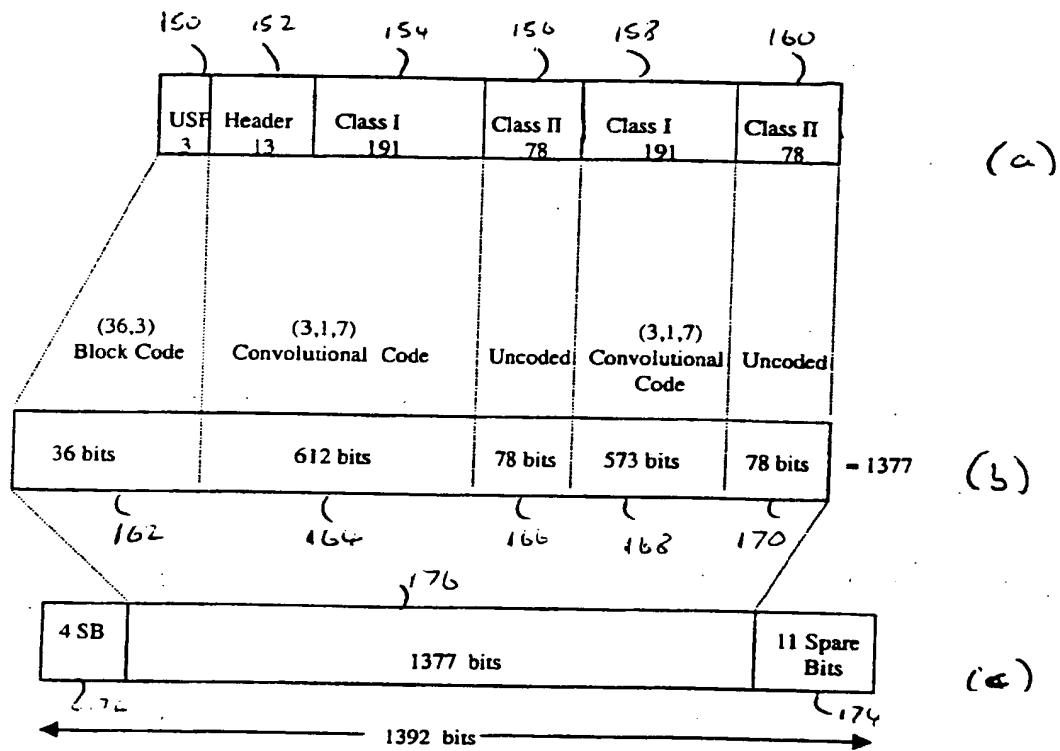 150 152 154 156 158 160
USF Header Class I Class II Class I Class II
3 13 191 78 191 78
(a)
(36,3) (3,1,7) (3,1,7)
Block Code Convolutional Code Uncoded Convolutional Uncoded
Code
36 bits 612 bits 78 bits 573 bits 78 bits = 1377
(b)
162 164 166 168 170
176
4 SB 1377 bits 11 Spare
Bits
(c)
174
1392 bits